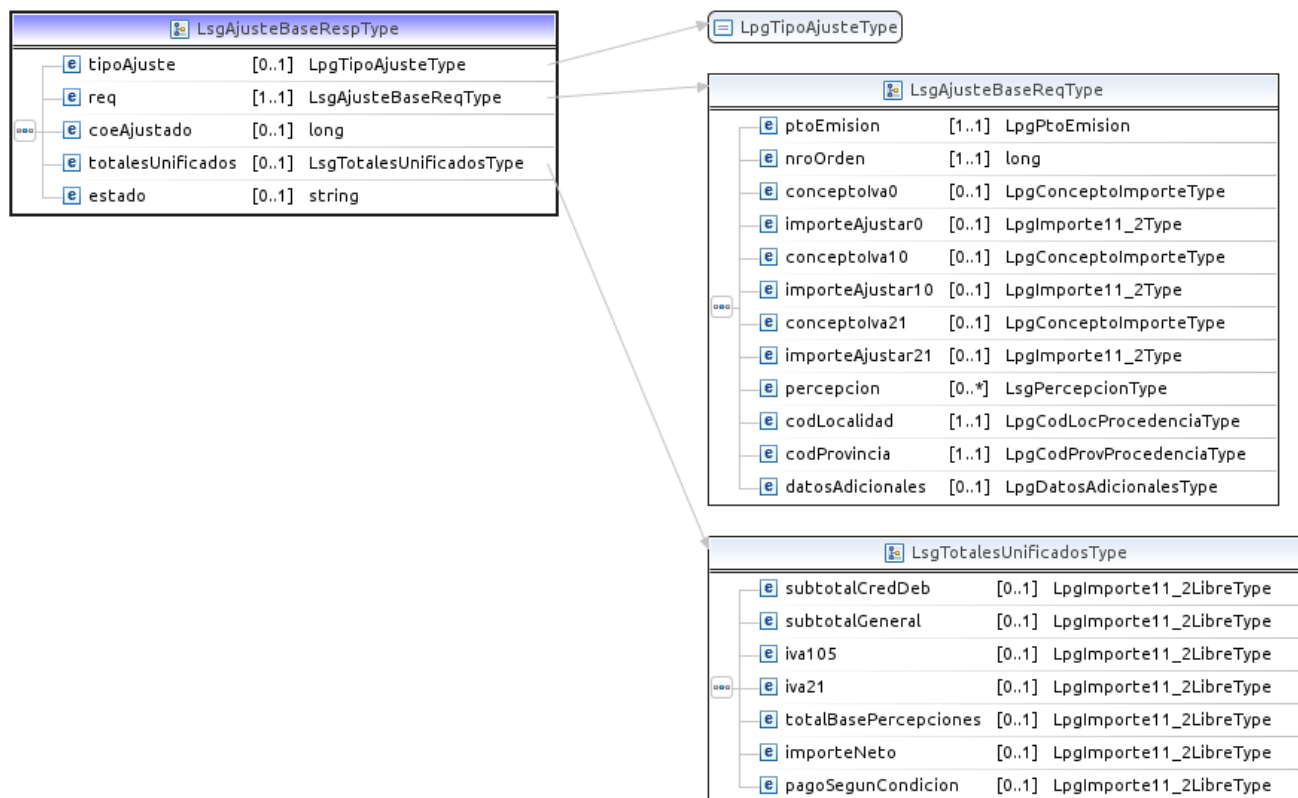 LsgAjusteBaseRespType
tipoAjuste [0..1] LpgTipoAjusteType
req [1..1] LsgAjusteBaseReqType
coeAjustado [0..1] long
totalesUnificados [0..1] LsgTotalesUnificadosType
estado [0..1] string
LpgTipoAjusteType
LsgAjusteBaseReqType
ptoEmision [1..1] LpgPtoEmision
nroOrden [1..1] long
conceptoIva0 [0..1] LpgConceptoImporteType
importeAjustar0 [0..1] LpgImporte11_2Type
conceptoIva10 [0..1] LpgConceptoImporteType
importeAjustar10 [0..1] LpgImporte11_2Type
conceptoIva21 [0..1] LpgConceptoImporteType
importeAjustar21 [0..1] LpgImporte11_2Type
percepcion [0..*] LsgPercepcionType
codLocalidad [1..1] LpgCodLocProcedenciaType
codProvincia [1..1] LpgCodProvProcedenciaType
datosAdicionales [0..1] LpgDatosAdicionalesType
LsgTotalesUnificadosType
subtotalCredDeb [0..1] LpgImporte11_2LibreType
subtotalGeneral [0..1] LpgImporte11_2LibreType
iva105 [0..1] LpgImporte11_2LibreType
iva21 [0..1] LpgImporte11_2LibreType
totalBasePercepciones [0..1] LpgImporte11_2LibreType
importeNeto [0..1] LpgImporte11_2LibreType
pagoSegunCondicion [0..1] LpgImporte11_2LibreType